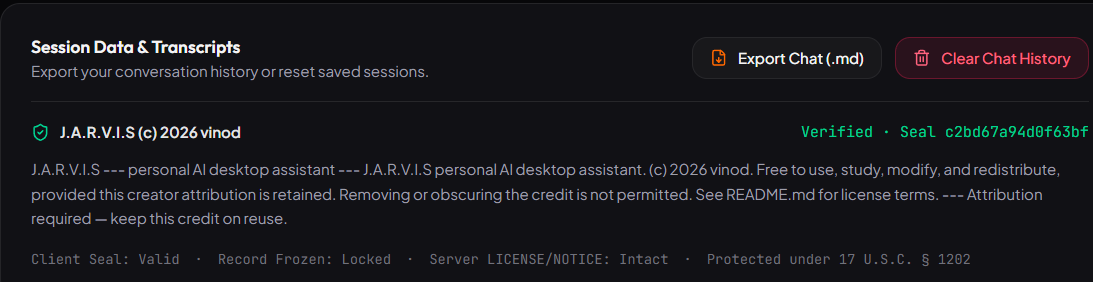 Session Data & Transcripts
Export your conversation history or reset saved sessions.
Export Chat (.md)
Clear Chat History
J.A.R.V.I.S (c) 2026 vinod
Verified · Seal c2bd67a94d0f63bf
J.A.R.V.I.S --- personal AI desktop assistant --- J.A.R.V.I.S personal AI desktop assistant. (c) 2026 vinod. Free to use, study, modify, and redistribute,
provided this creator attribution is retained. Removing or obscuring the credit is not permitted. See README.md for license terms. --- Attribution
required — keep this credit on reuse.
Client Seal: Valid · Record Frozen: Locked · Server LICENSE/NOTICE: Intact · Protected under 17 U.S.C. § 1202